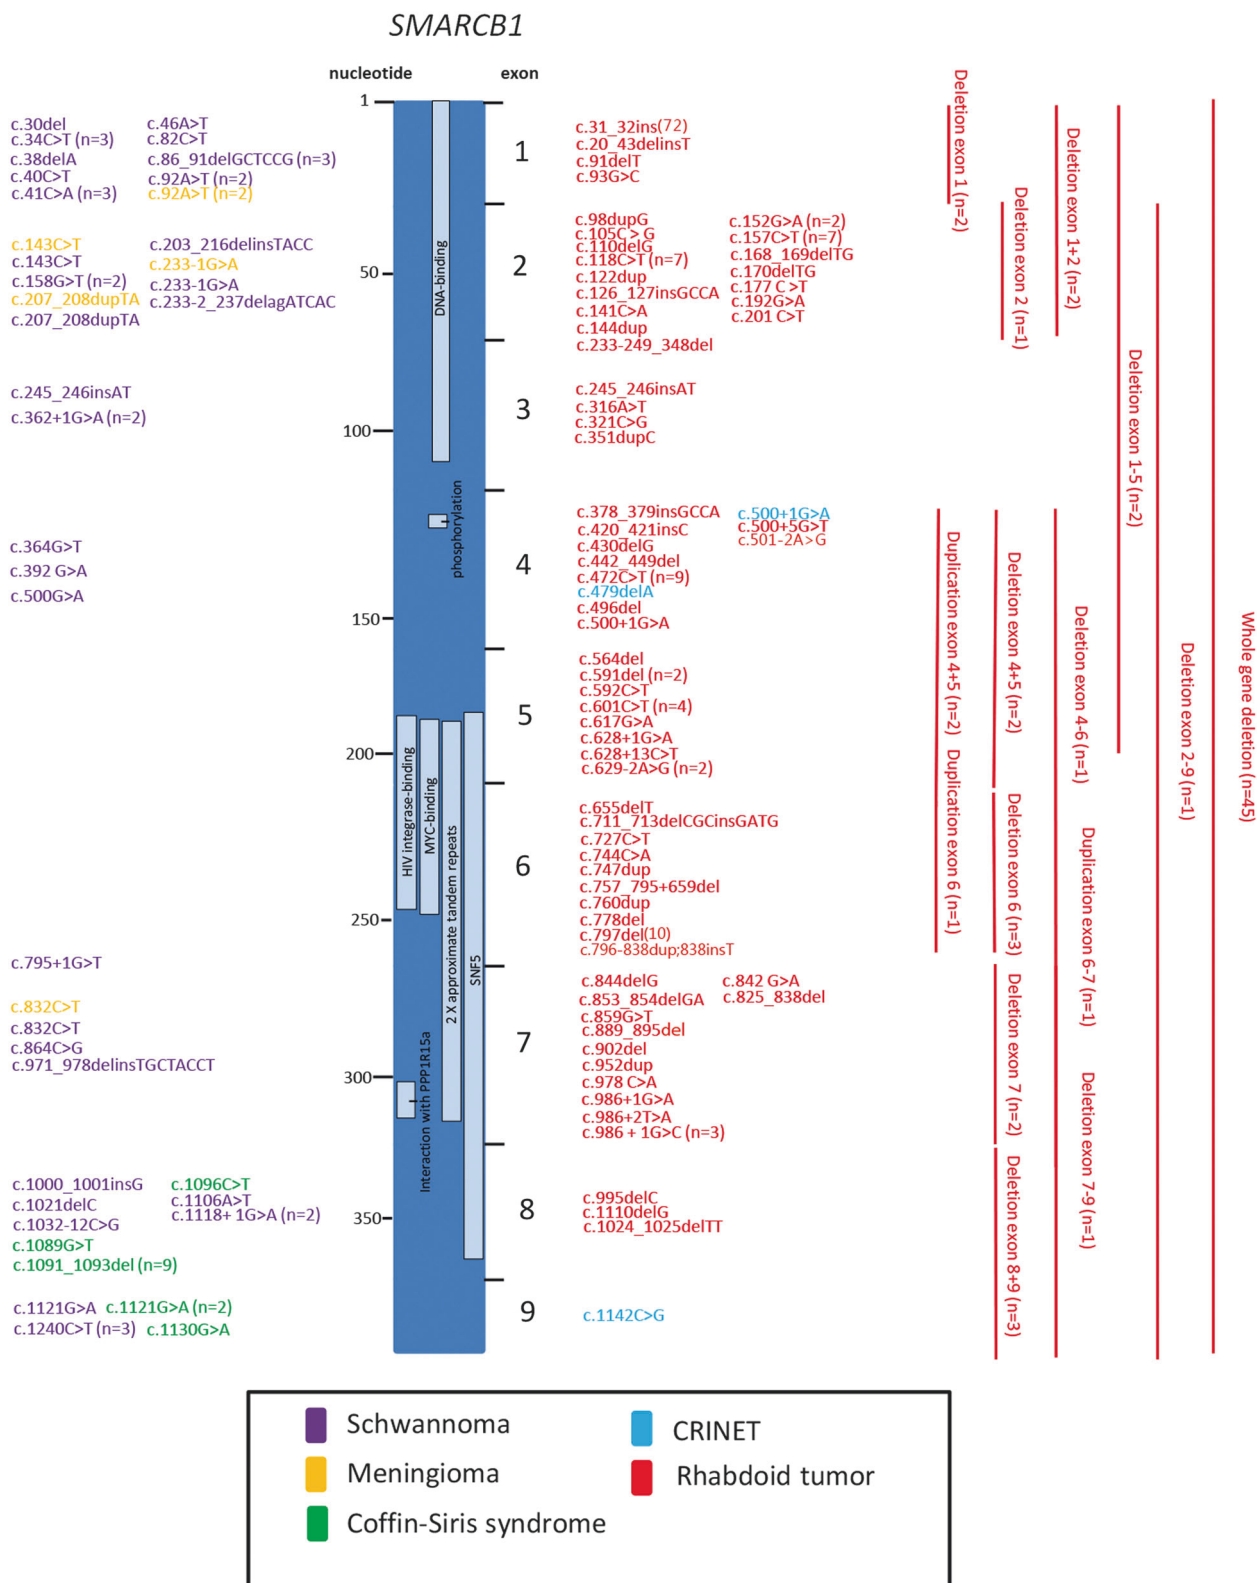 SMARCB1
nucleotide
exon
1
50
100
150
200
250
300
350
1
2
3
4
5
6
7
8
9
DNA-binding
phosphorylation
HIV integrase-binding
MYC-binding
2 X approximate tandem repeats
SNF5
Interaction with PPP1R15a
c.30del
c.34C>T (n=3)
c.38delA
c.40C>T
c.41C>A (n=3)
c.46A>T
c.82C>T
c.86_91delGCTCCG (n=3)
c.92A>T (n=2)
c.92A>T (n=2)
c.143C>T
c.143C>T
c.158G>T (n=2)
c.207_208dupTA
c.207_208dupTA
c.203_216delinsTACC
c.233-1G>A
c.233-1G>A
c.233-2_237delagATCAC
c.245_246insAT
c.362+1G>A (n=2)
c.364G>T
c.392 G>A
c.500G>A
c.795+1G>T
c.832C>T
c.832C>T
c.864C>G
c.971_978delinsTGCTACCT
c.1000_1001insG
c.1021delC
c.1032-12C>G
c.1089G>T
c.1091_1093del (n=9)
c.1096C>T
c.1106A>T
c.1118+ 1G>A (n=2)
c.1121G>A
c.1121G>A (n=2)
c.1240C>T (n=3)
c.1130G>A
c.31_32ins(72)
c.20_43delinsT
c.91delT
c.93G>C
c.98dupG
c.105C > G
c.110delG
c.118C>T (n=7)
c.122dup
c.126_127insGCCA
c.141C>A
c.144dup
c.233-249_348del
c.152G>A (n=2)
c.157C>T (n=7)
c.168_169delTG
c.170delTG
c.177 C >T
c.192G>A
c.201 C>T
c.245_246insAT
c.316A>T
c.321C>G
c.351dupC
c.378_379insGCCA
c.420_421insC
c.430delG
c.442_449del
c.472C>T (n=9)
c.479delA
c.496del
c.500+1G>A
c.500+1G>A
c.500+5G>T
c.501-2A>G
c.564del
c.591del (n=2)
c.592C>T
c.601C>T (n=4)
c.617G>A
c.628+1G>A
c.628+13C>T
c.629-2A>G (n=2)
c.655delT
c.711_713delCGCinsGATG
c.727C>T
c.744C>A
c.747dup
c.757_795+659del
c.760dup
c.778del
c.797del(10)
c.796-838dup;838insT
c.844delG
c.853_854delGA
c.859G>T
c.889_895del
c.902del
c.952dup
c.978 C>A
c.986+1G>A
c.986+2T>A
c.986 + 1G>C (n=3)
c.842 G>A
c.825_838del
c.995delC
c.1110delG
c.1024_1025delTT
c.1142C>G
Deletion exon 1 (n=2)
Deletion exon 2 (n=1)
Deletion exon 1+2 (n=2)
Deletion exon 1-5 (n=2)
Duplication exon 4+5 (n=2)
Deletion exon 4+5 (n=2)
Deletion exon 4-6 (n=1)
Deletion exon 2-9 (n=1)
Whole gene deletion (n=45)
Duplication exon 6 (n=1)
Deletion exon 6 (n=3)
Duplication exon 6-7 (n=1)
Deletion exon 7 (n=2)
Deletion exon 7-9 (n=1)
Deletion exon 8+9 (n=3)
Schwannoma
Meningioma
Coffin-Siris syndrome
CRINET
Rhabdoid tumor